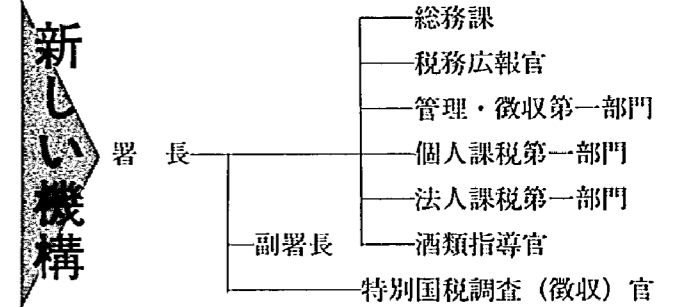 新しい機構
署　長
総務課
税務広報官
管理・徴収第一部門
個人課税第一部門
法人課税第一部門
副署長
酒類指導官
特別国税調査（徴収）官